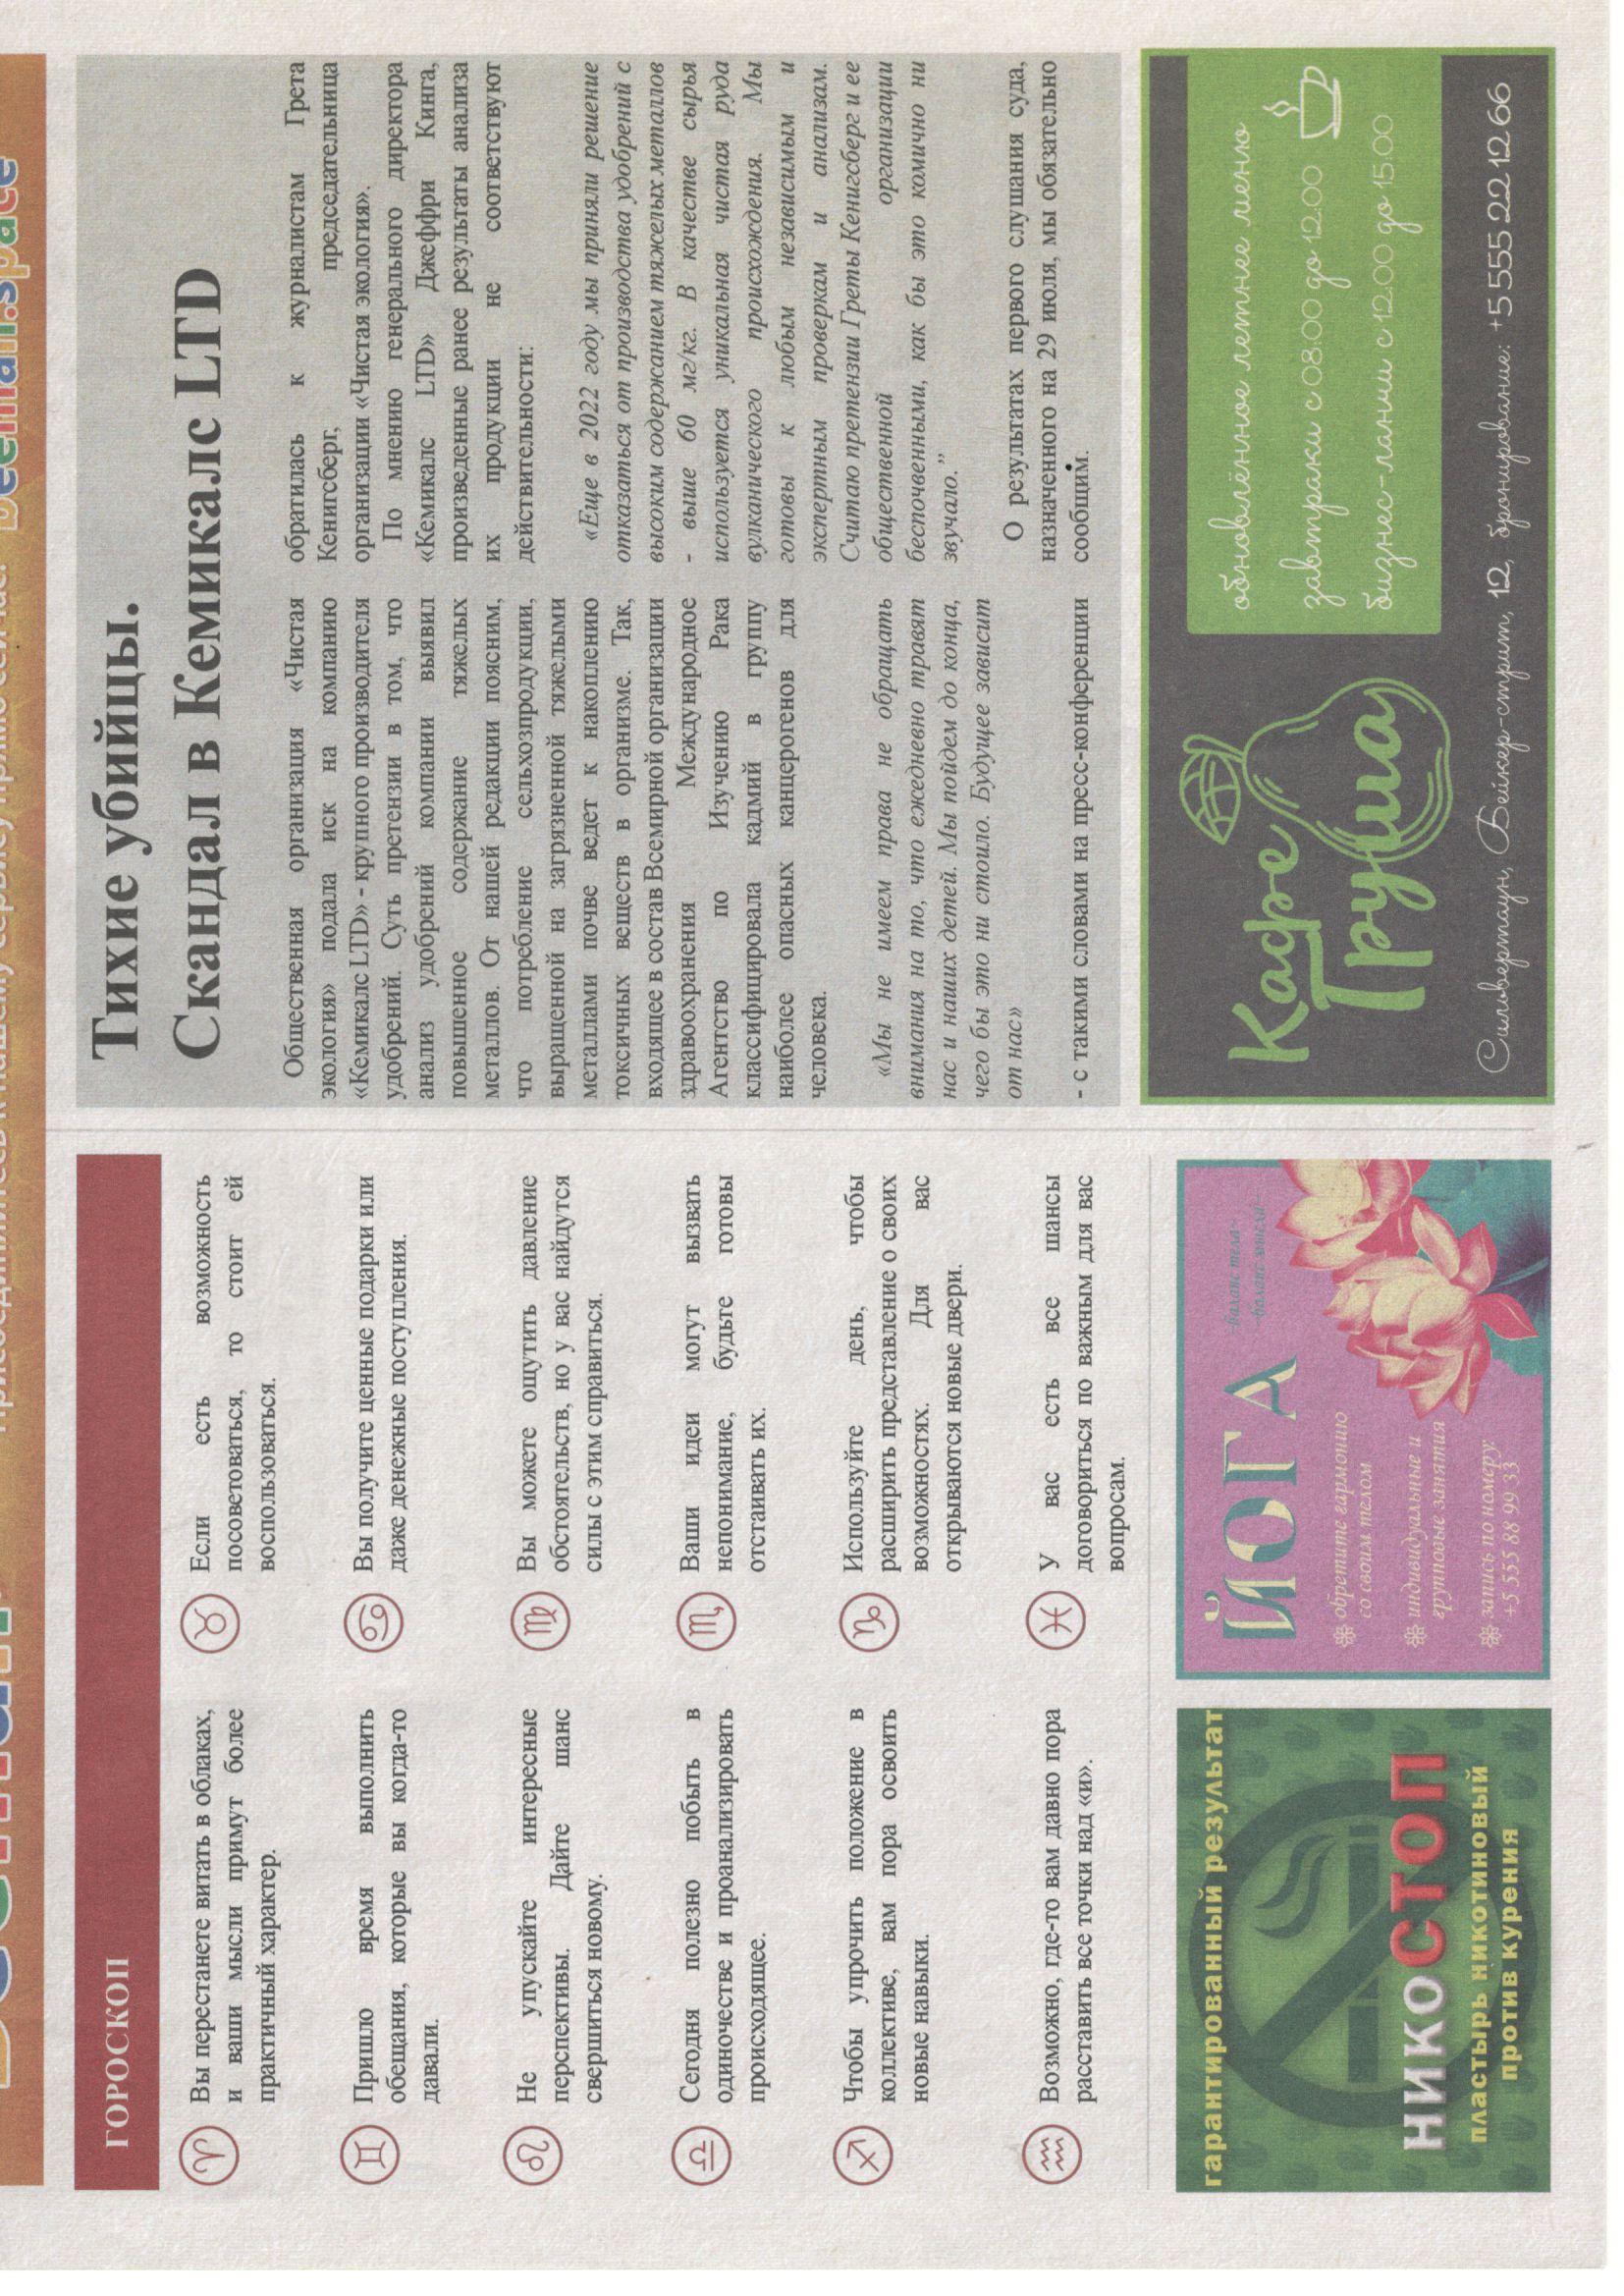 Beeman
Присоединяйтесь к нашему сервису прямо сейчас!
beeman.space
ГОРОСКОП
Вы перестанете витать в облаках,
и ваши мысли примут более
практичный характер.
Если есть возможность
посоветоваться, то стоит ей
воспользоваться.
Пришло время выполнить
обещания, которые вы когда-то
давали.
Вы получите ценные подарки или
даже денежные поступления.
Не упускайте интересные
перспективы. Дайте шанс
свершиться новому.
Вы можете ощутить давление
обстоятельств, но у вас найдутся
силы с этим справиться.
Сегодня полезно побыть в
одиночестве и проанализировать
происходящее.
Ваши идеи могут вызвать
непонимание, будьте готовы
отстаивать их.
Чтобы упрочить положение в
коллективе, вам пора освоить
новые навыки.
Используйте день, чтобы
расширить представление о своих
возможностях. Для вас
открываются новые двери.
Возможно, где-то вам давно пора
расставить все точки над «и».
У вас есть все шансы
договориться по важным для вас
вопросам.
Тихие убийцы.
Скандал в Кемикалс LTD
Общественная организация «Чистая
экология» подала иск на компанию
«Кемикалс LTD» - крупного производителя
удобрений. Суть претензии в том, что
анализ удобрений компании выявил
повышенное содержание тяжелых
металлов. От нашей редакции поясним,
что потребление сельхозпродукции,
выращенной на загрязненной тяжелыми
металлами почве ведет к накоплению
токсичных веществ в организме. Так,
входящее в состав Всемирной организации
здравоохранения Международное
Агентство по Изучению Рака
классифицировала кадмий в группу
наиболее опасных канцерогенов для
человека.
«Мы не имеем права не обращать
внимания на то, что ежедневно травят
нас и наших детей. Мы пойдем до конца,
чего бы это ни стоило. Будущее зависит
от нас»
- с такими словами на пресс-конференции
обратилась к журналистам Грета
Кенигсберг, председательница
организации «Чистая экология».
По мнению генерального директора
«Кемикалс LTD» Джеффри Кинга,
произведенные ранее результаты анализа
их продукции не соответствуют
действительности:
«Еще в 2022 году мы приняли решение
отказаться от производства удобрений с
высоким содержанием тяжелых металлов
- выше 60 мг/кг. В качестве сырья
используется уникальная чистая руда
вулканического происхождения. Мы
готовы к любым независимым и
экспертным проверкам и анализам.
Считаю претензии Греты Кенигсберг и ее
общественной организации
беспочвенными, как бы это комично ни
звучало.”
О результатах первого слушания суда,
назначенного на 29 июля, мы обязательно
сообщим.
гарантированный результат
НИКОСТОП
пластырь никотиновый
против курения
ЙОГА
~баланс тела~
~баланс мысли~
обретите гармонию
со своим телом
индивидуальные и
групповые занятия
запись по номеру:
+5 555 88 99 33
Кафе
Груша
обновлённое летнее меню
завтраки с 08:00 до 12:00
бизнес-ланчи с 12:00 до 15:00
Силовертаун, Бейкер-стрит, 12, бронирование: +5 555 22 12 66